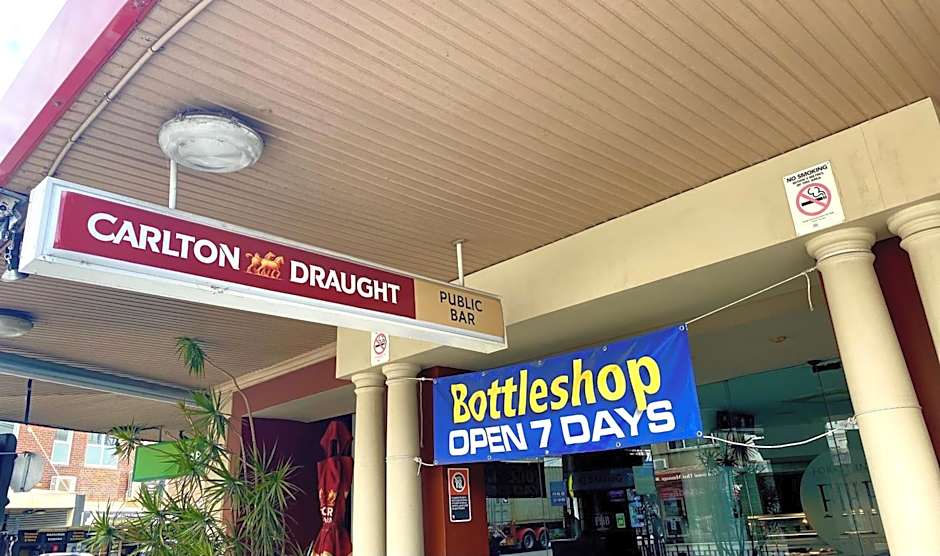 CARLTON DRAUGHT
PUBLIC
BAR
NO SMOKING
Bottleshop
OPEN 7 DAYS